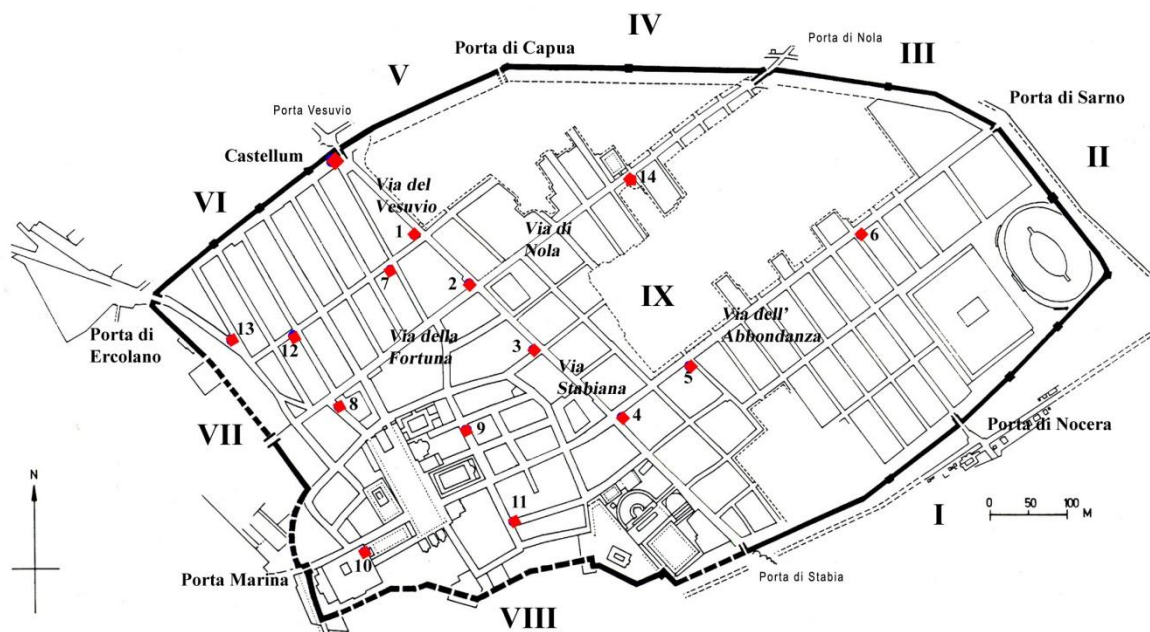 IV
Porta di Capua
Porta di Nola
III
V
Porta Vesuvio
Porta di Sarno
II
Castellum
14
VI
Via del
Vesuvio
1
Via di
Nola
6
7
2
IX
13
Porta di
Ercolano
12
Via della
Fortuna
3
Via
Stabiana
Via dell'
Abbondanza
5
8
4
VII
9
Porta di Nocera
N
11
I
0 50 100
M
10
Porta Marina
Porta di Stabia
VIII